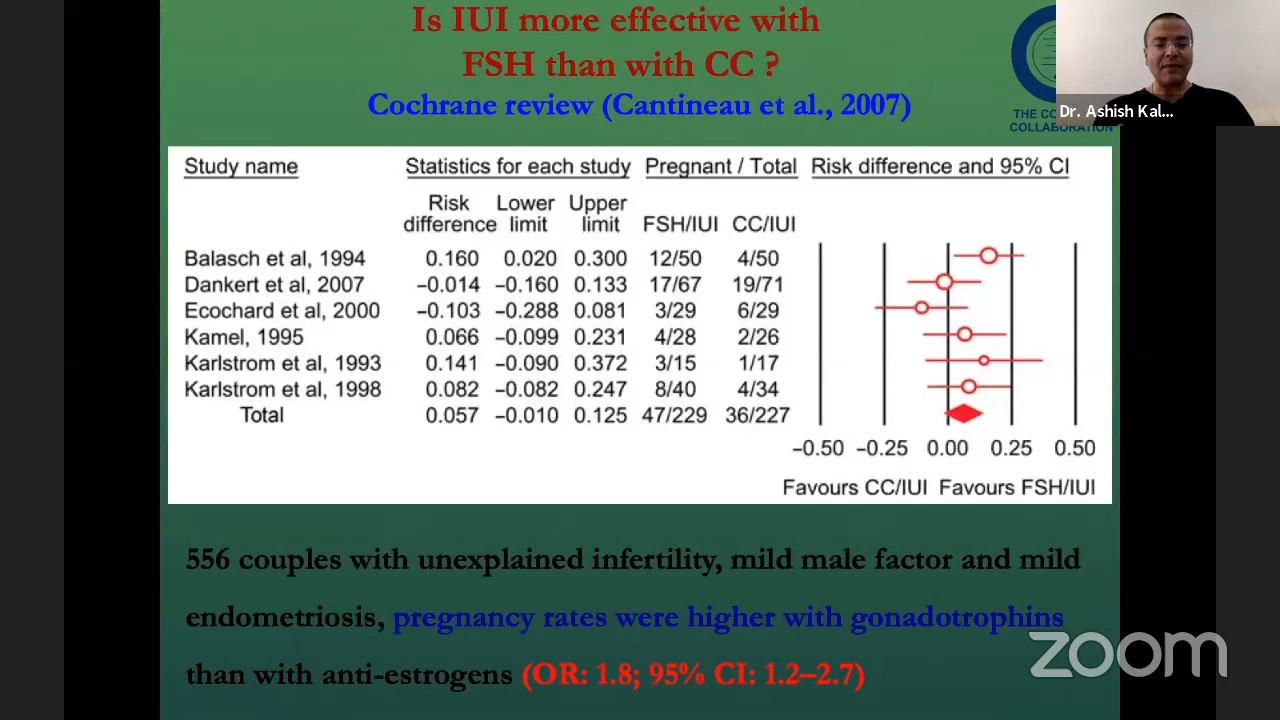 Is IUI more effective with
FSH than with CC ?
Cochrane review (Cantineau et al., 2007)
THE
COLLABORATION
Dr. Ashish Kal...
Study name Statistics for each study Pregnant / Total Risk difference and 95% CI
Risk difference Lower limit Upper limit FSH/IUI CC/IUI
Balasch et al, 1994 0.160 0.020 0.300 12/50 4/50
Dankert et al, 2007 −0.014 −0.160 0.133 17/67 19/71
Ecochard et al, 2000 −0.103 −0.288 0.081 3/29 6/29
Kamel, 1995 0.066 −0.099 0.231 4/28 2/26
Karlstrom et al, 1993 0.141 −0.090 0.372 3/15 1/17
Karlstrom et al, 1998 0.082 −0.082 0.247 8/40 4/34
Total 0.057 −0.010 0.125 47/229 36/227
−0.50 −0.25 0.00 0.25 0.50
Favours CC/IUI Favours FSH/IUI
556 couples with unexplained infertility, mild male factor and mild
endometriosis, pregnancy rates were higher with gonadotrophins
than with anti-estrogens (OR: 1.8; 95% CI: 1.2–2.7)
zoom